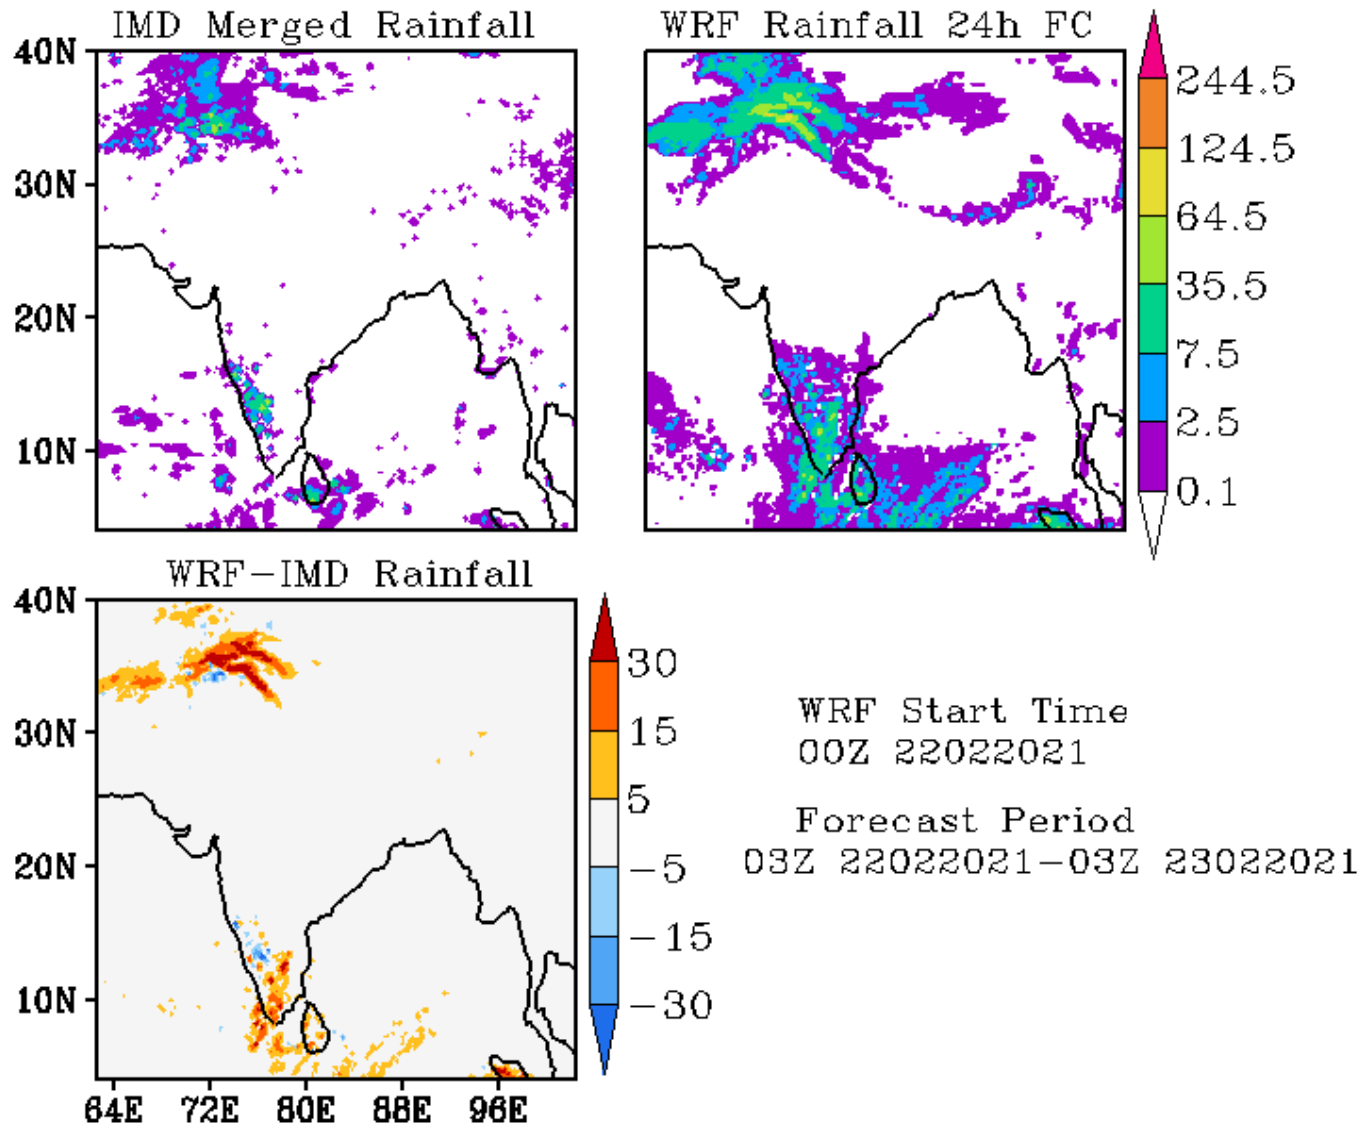 IMD Merged Rainfall
WRF Rainfall 24h FC
40N
30N
20N
10N
244.5
124.5
64.5
35.5
7.5
2.5
0.1
WRF-IMD Rainfall
40N
30N
20N
10N
64E 72E 80E 88E 96E
30
15
5
-5
-15
-30
WRF Start Time
00Z 22022021
Forecast Period
03Z 22022021-03Z 23022021